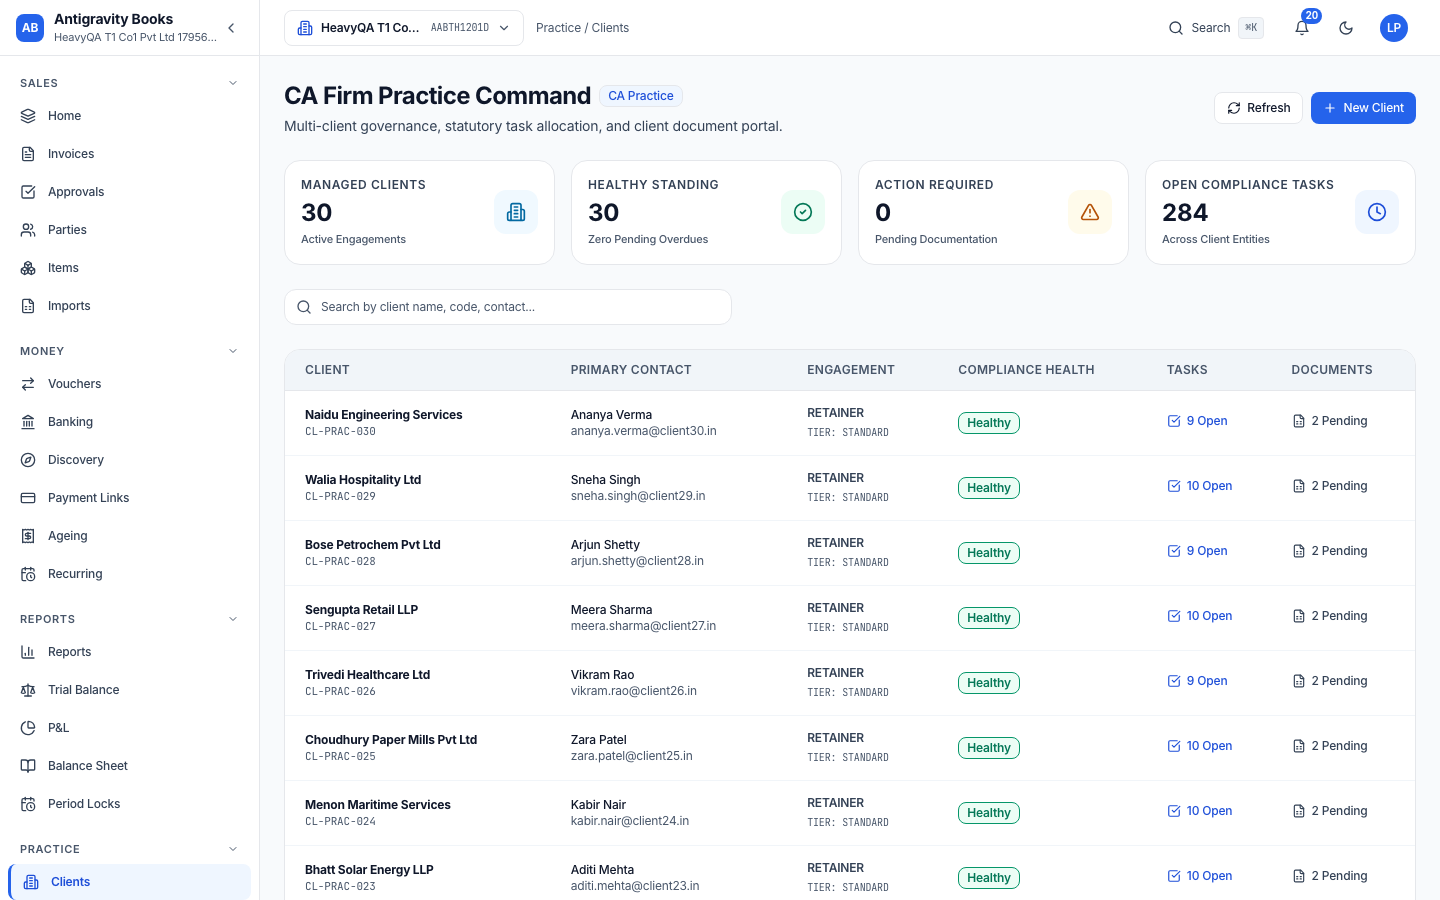 AB
Antigravity Books
HeavyQA T1 Co1 Pvt Ltd 17956...
HeavyQA T1 Co... AABTH1201D
Practice / Clients
Search ⌘K
20
LP
SALES
Home
Invoices
Approvals
Parties
Items
Imports
MONEY
Vouchers
Banking
Discovery
Payment Links
Ageing
Recurring
REPORTS
Reports
Trial Balance
P&L
Balance Sheet
Period Locks
PRACTICE
Clients
CA Firm Practice Command CA Practice
Multi-client governance, statutory task allocation, and client document portal.
Refresh
New Client
MANAGED CLIENTS
30
Active Engagements
HEALTHY STANDING
30
Zero Pending Overdues
ACTION REQUIRED
0
Pending Documentation
OPEN COMPLIANCE TASKS
284
Across Client Entities
Search by client name, code, contact...
CLIENT PRIMARY CONTACT ENGAGEMENT COMPLIANCE HEALTH TASKS DOCUMENTS
Naidu Engineering Services Ananya Verma RETAINER Healthy 9 Open 2 Pending
CL-PRAC-030 ananya.verma@client30.in TIER: STANDARD
Walia Hospitality Ltd Sneha Singh RETAINER Healthy 10 Open 2 Pending
CL-PRAC-029 sneha.singh@client29.in TIER: STANDARD
Bose Petrochem Pvt Ltd Arjun Shetty RETAINER Healthy 9 Open 2 Pending
CL-PRAC-028 arjun.shetty@client28.in TIER: STANDARD
Sengupta Retail LLP Meera Sharma RETAINER Healthy 10 Open 2 Pending
CL-PRAC-027 meera.sharma@client27.in TIER: STANDARD
Trivedi Healthcare Ltd Vikram Rao RETAINER Healthy 9 Open 2 Pending
CL-PRAC-026 vikram.rao@client26.in TIER: STANDARD
Choudhury Paper Mills Pvt Ltd Zara Patel RETAINER Healthy 10 Open 2 Pending
CL-PRAC-025 zara.patel@client25.in TIER: STANDARD
Menon Maritime Services Kabir Nair RETAINER Healthy 10 Open 2 Pending
CL-PRAC-024 kabir.nair@client24.in TIER: STANDARD
Bhatt Solar Energy LLP Aditi Mehta RETAINER Healthy 10 Open 2 Pending
CL-PRAC-023 aditi.mehta@client23.in TIER: STANDARD